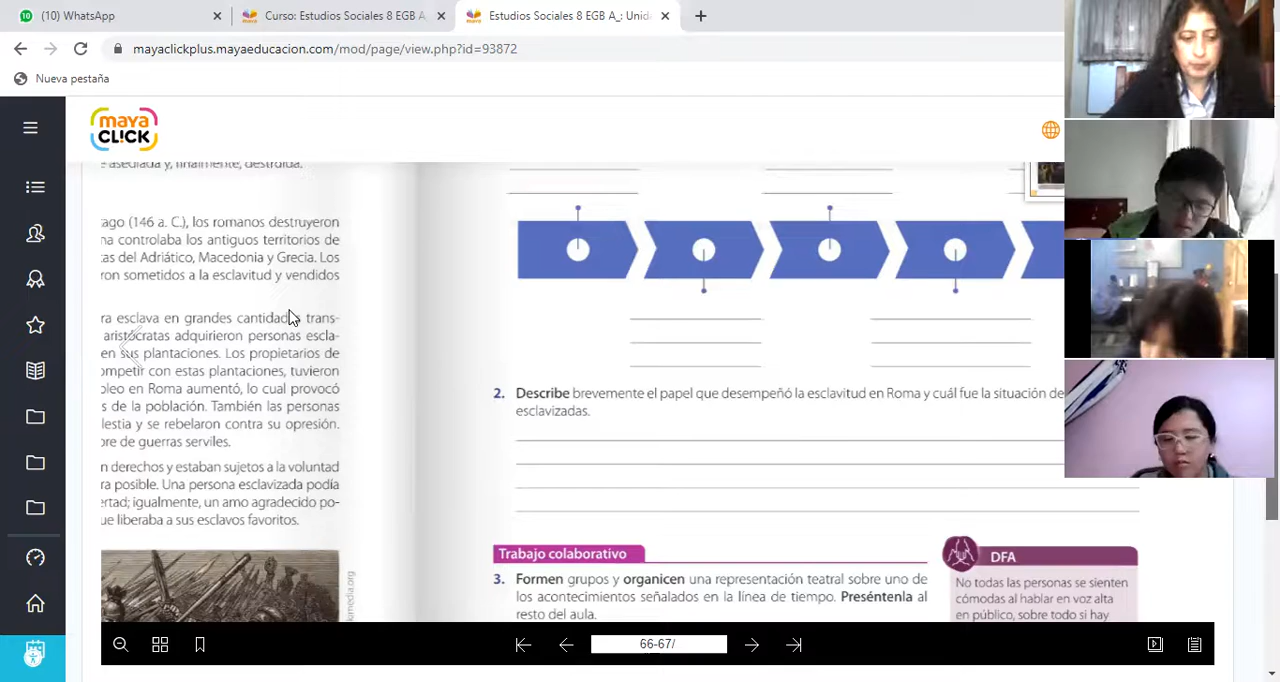 (10) WhatsApp
Curso: Estudios Sociales 8 EGB A
Estudios Sociales 8 EGB A_: Unid
mayaclickplus.mayaeducacion.com/mod/page/view.php?id=93872
Nueva pestaña
maya
CLICK
e asediada y, finalmente, destruida.
tago (146 a. C.), los romanos destruyeron
na controlaba los antiguos territorios de
tas del Adriático, Macedonia y Grecia. Los
ron sometidos a la esclavitud y vendidos
ra esclava en grandes cantidades trans-
aristócratas adquirieron personas escla-
en sus plantaciones. Los propietarios de
ompetir con estas plantaciones, tuvieron
pleo en Roma aumentó, lo cual provocó
s de la población. También las personas
lestia y se rebelaron contra su opresión.
bre de guerras serviles.
n derechos y estaban sujetos a la voluntad
ra posible. Una persona esclavizada podía
ertad; igualmente, un amo agradecido po-
ue liberaba a sus esclavos favoritos.
kimedia.org
2. Describe brevemente el papel que desempeñó la esclavitud en Roma y cuál fue la situación de
esclavizadas.
Trabajo colaborativo
3. Formen grupos y organicen una representación teatral sobre uno de
los acontecimientos señalados en la línea de tiempo. Preséntenla al
resto del aula.
DFA
No todas las personas se sienten
cómodas al hablar en voz alta
en público, sobre todo si hay
66-67/